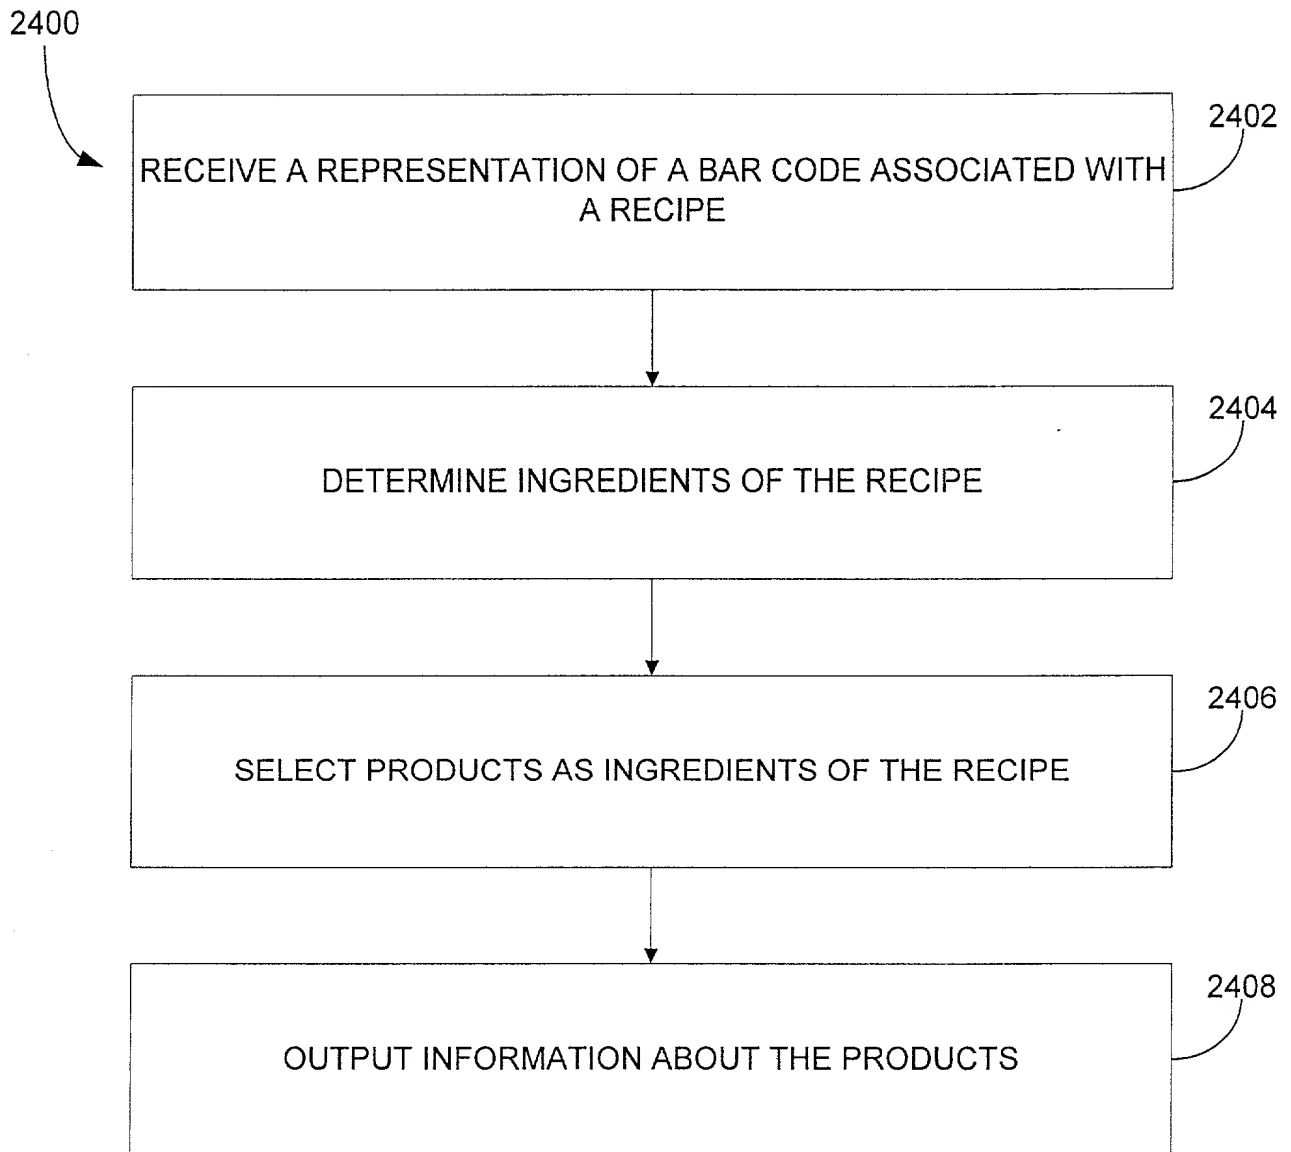 2400
2402
RECEIVE A REPRESENTATION OF A BAR CODE ASSOCIATED WITH
A RECIPE
2404
DETERMINE INGREDIENTS OF THE RECIPE
2406
SELECT PRODUCTS AS INGREDIENTS OF THE RECIPE
2408
OUTPUT INFORMATION ABOUT THE PRODUCTS